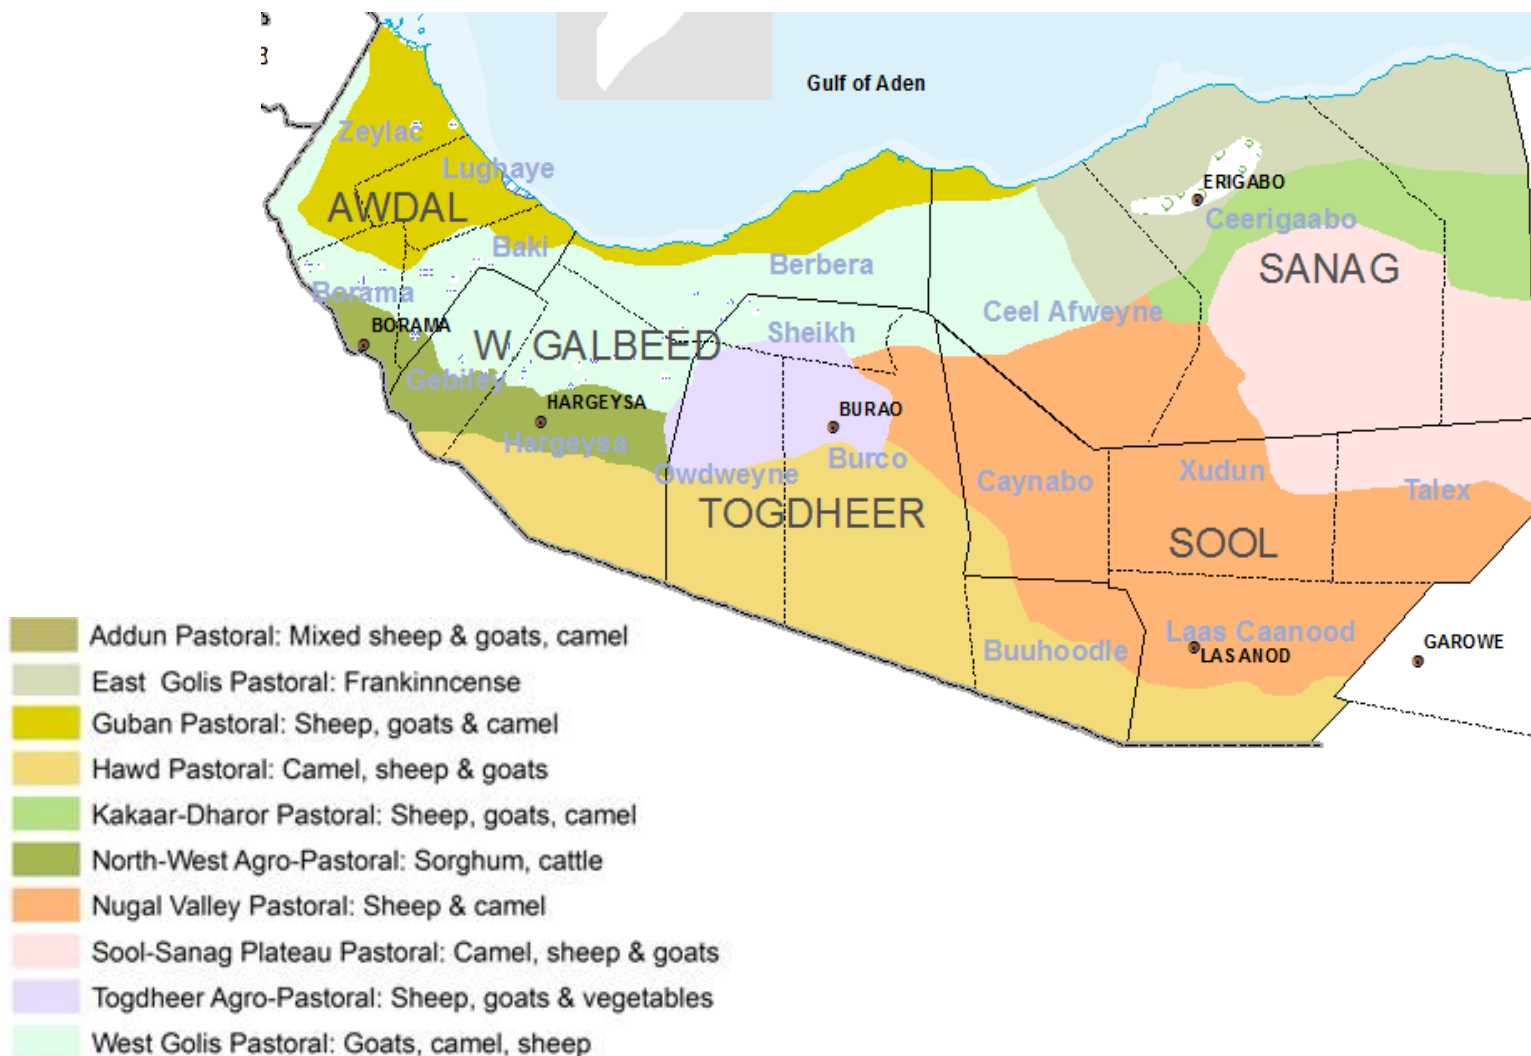 Gulf of Aden
Zeylac
Lughaye
AWDAL
ERIGABO
Ceerigaabo
Baki
Berbera
SANAG
Borama
Ceel Afweyne
BORAMA
W. GALBEED
Sheikh
Gebiley
HARGEYSA
BURAO
Hargeysa
Burco
Owdweyne
Caynabo
Xudun
Talex
TOGDHEER
SOOL
Laas Caanood
LAS ANOD
GAROWE
Buuhoodle
Addun Pastoral: Mixed sheep & goats, camel
East Golis Pastoral: Frankinncense
Guban Pastoral: Sheep, goats & camel
Hawd Pastoral: Camel, sheep & goats
Kakaar-Dharor Pastoral: Sheep, goats, camel
North-West Agro-Pastoral: Sorghum, cattle
Nugal Valley Pastoral: Sheep & camel
Sool-Sanag Plateau Pastoral: Camel, sheep & goats
Togdheer Agro-Pastoral: Sheep, goats & vegetables
West Golis Pastoral: Goats, camel, sheep